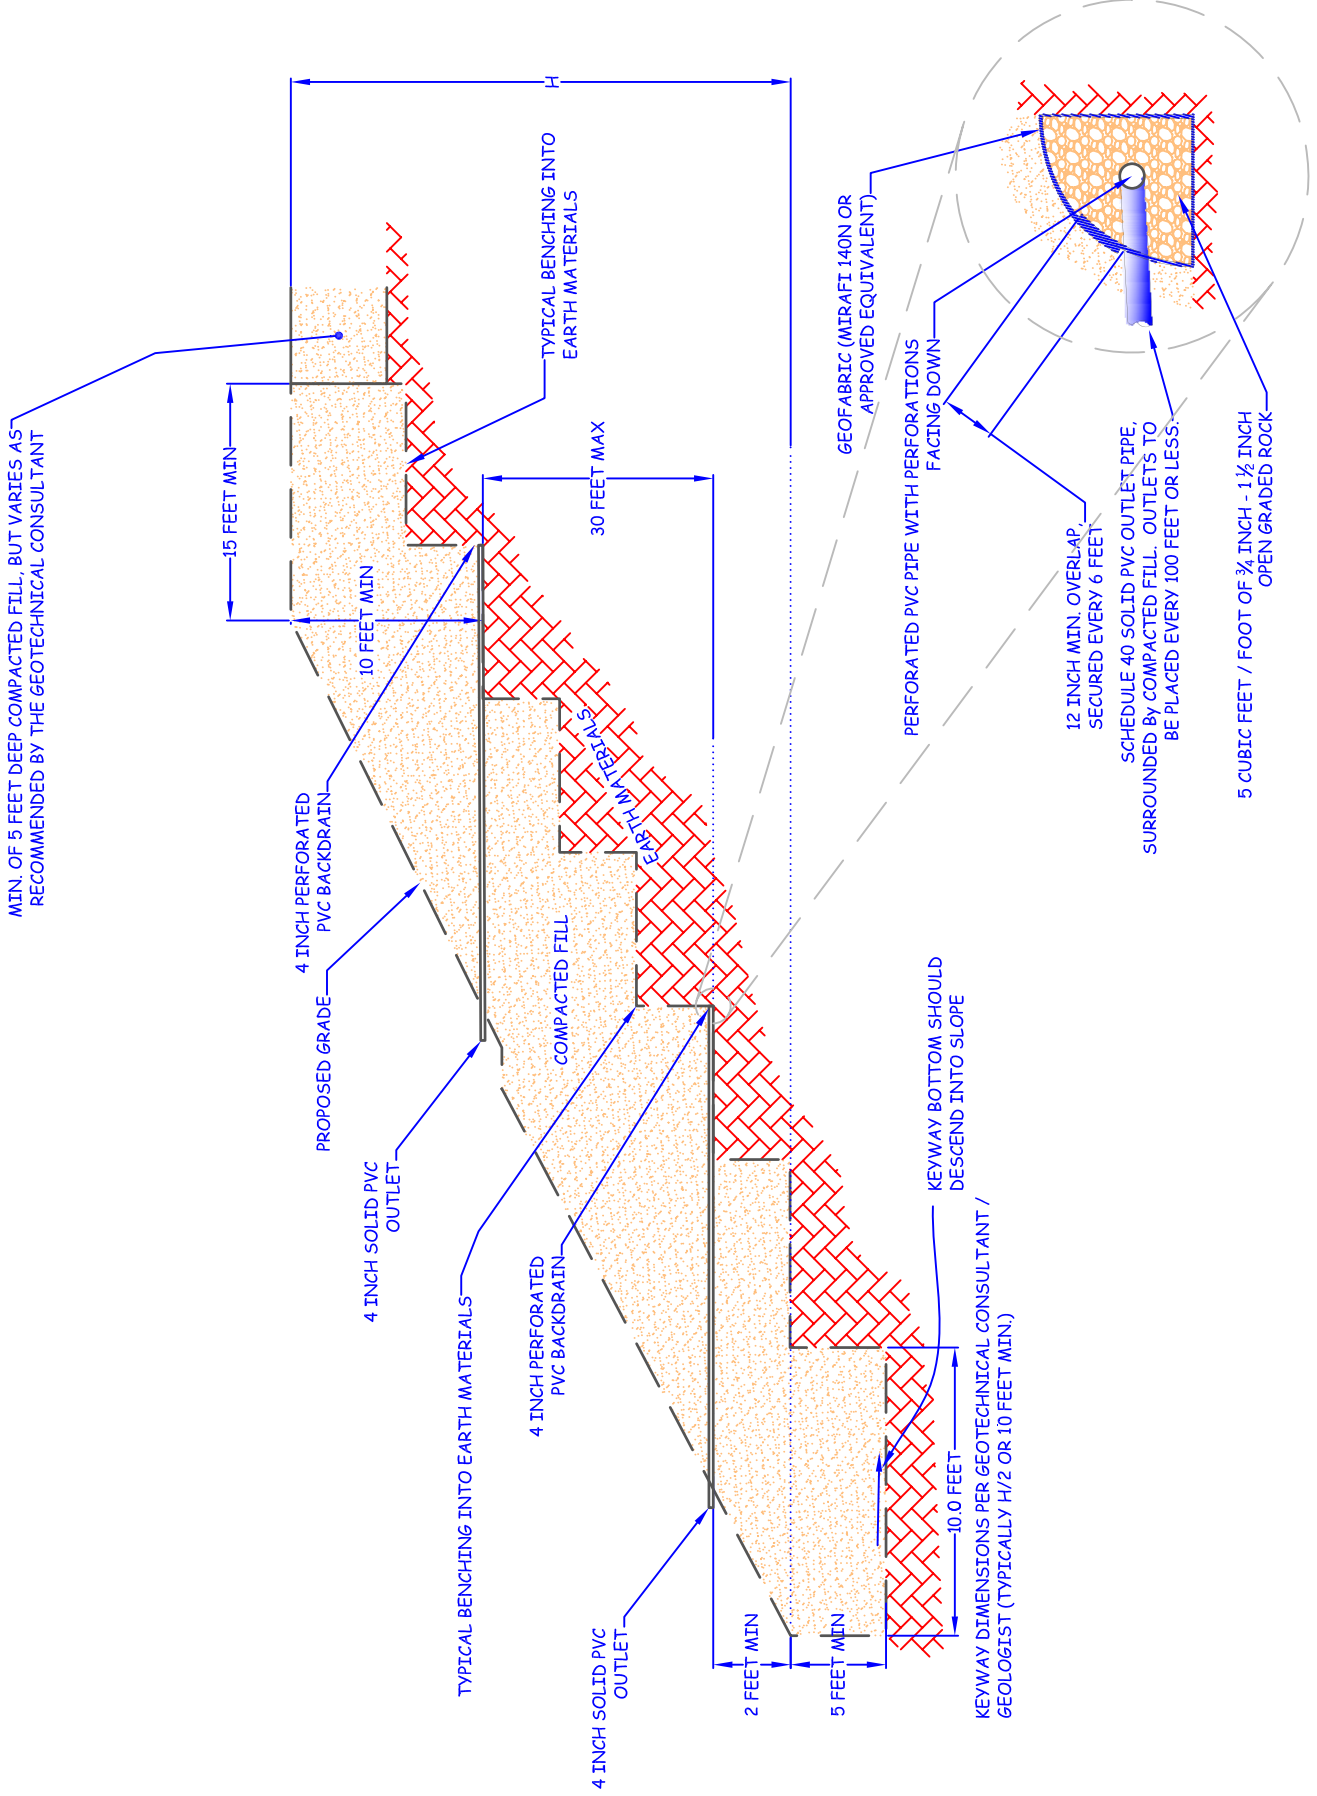 MIN. OF 5 FEET DEEP COMPACTED FILL, BUT VARIES AS
RECOMMENDED BY THE GEOTECHNICAL CONSULTANT
15 FEET MIN
10 FEET MIN
H
TYPICAL BENCHING INTO
EARTH MATERIALS
30 FEET MAX
4 INCH PERFORATED
PVC BACKDRAIN
PROPOSED GRADE
4 INCH SOLID PVC
OUTLET
EARTH MATERIALS
COMPACTED FILL
TYPICAL BENCHING INTO EARTH MATERIALS
4 INCH PERFORATED
PVC BACKDRAIN
4 INCH SOLID PVC
OUTLET
2 FEET MIN
5 FEET MIN
10.0 FEET
KEYWAY BOTTOM SHOULD
DESCEND INTO SLOPE
KEYWAY DIMENSIONS PER GEOTECHNICAL CONSULTANT /
GEOLOGIST (TYPICALLY H/2 OR 10 FEET MIN.)
GEOFABRIC (MIRAFI 140N OR
APPROVED EQUIVALENT)
PERFORATED PVC PIPE WITH PERFORATIONS
FACING DOWN
12 INCH MIN. OVERLAP,
SECURED EVERY 6 FEET
SCHEDULE 40 SOLID PVC OUTLET PIPE,
SURROUNDED By COMPACTED FILL. OUTLETS TO
BE PLACED EVERY 100 FEET OR LESS.
5 CUBIC FEET / FOOT OF ¾ INCH - 1 ½ INCH
OPEN GRADED ROCK